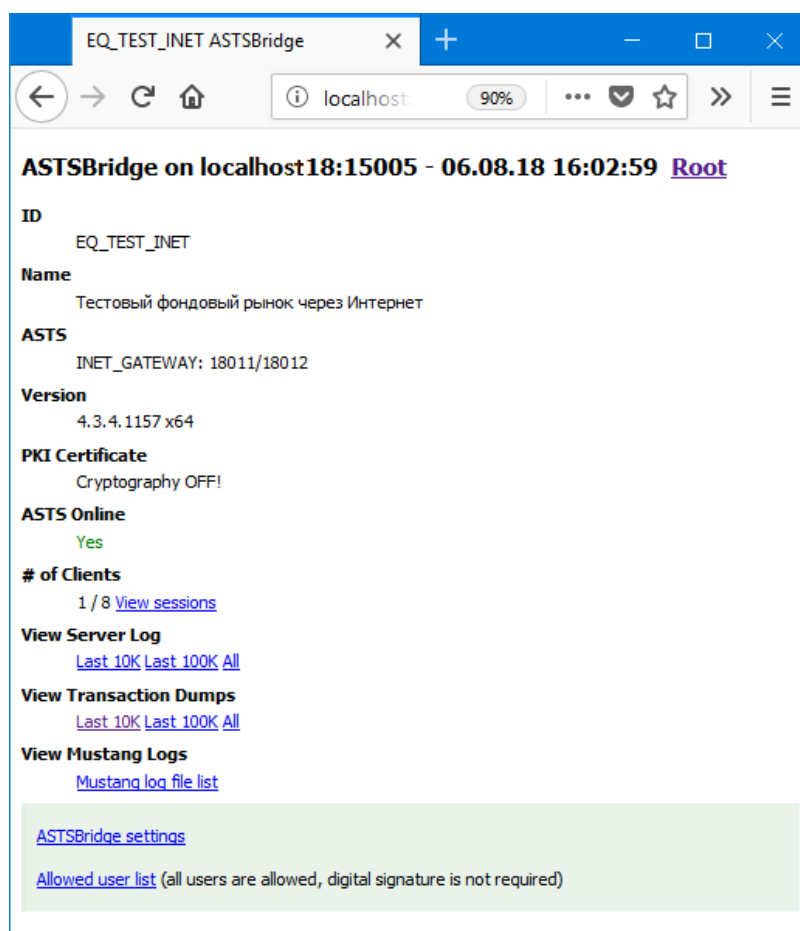 EQ_TEST_INET ASTSBridge
localhost:
90%
ASTSBridge on localhost18:15005 - 06.08.18 16:02:59 Root
ID
EQ_TEST_INET
Name
Тестовый фондовый рынок через Интернет
ASTS
INET_GATEWAY: 18011/18012
Version
4.3.4.1157 x64
PKI Certificate
Cryptography OFF!
ASTS Online
Yes
# of Clients
1 / 8 View sessions
View Server Log
Last 10K Last 100K All
View Transaction Dumps
Last 10K Last 100K All
View Mustang Logs
Mustang log file list
ASTSBridge settings
Allowed user list (all users are allowed, digital signature is not required)